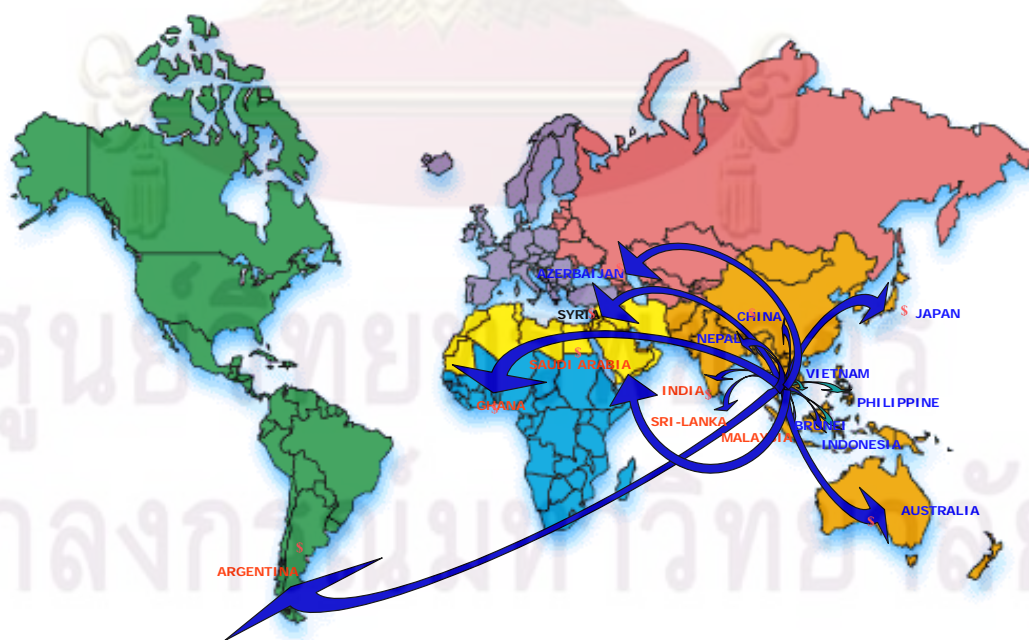 AZERBAIJAN
SYRIA
CHINA
$ JAPAN
NEPAL
$
SAUDI ARABIA
VIETNAM
INDIA$
GHANA
PHILIPPINE
SRI-LANKA
BRUNEI
MALAYSIA
INDONESIA
AUSTRALIA
$
$
ARGENTINA